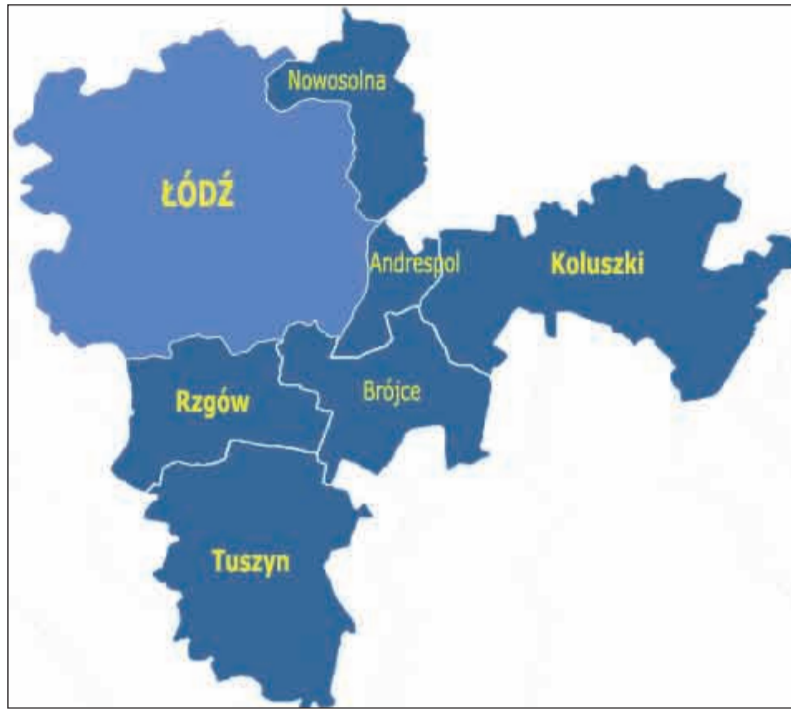 Nowosolna
ŁÓDŹ
Andrespol
Koluszki
Rzgów
Brójce
Tuszyn